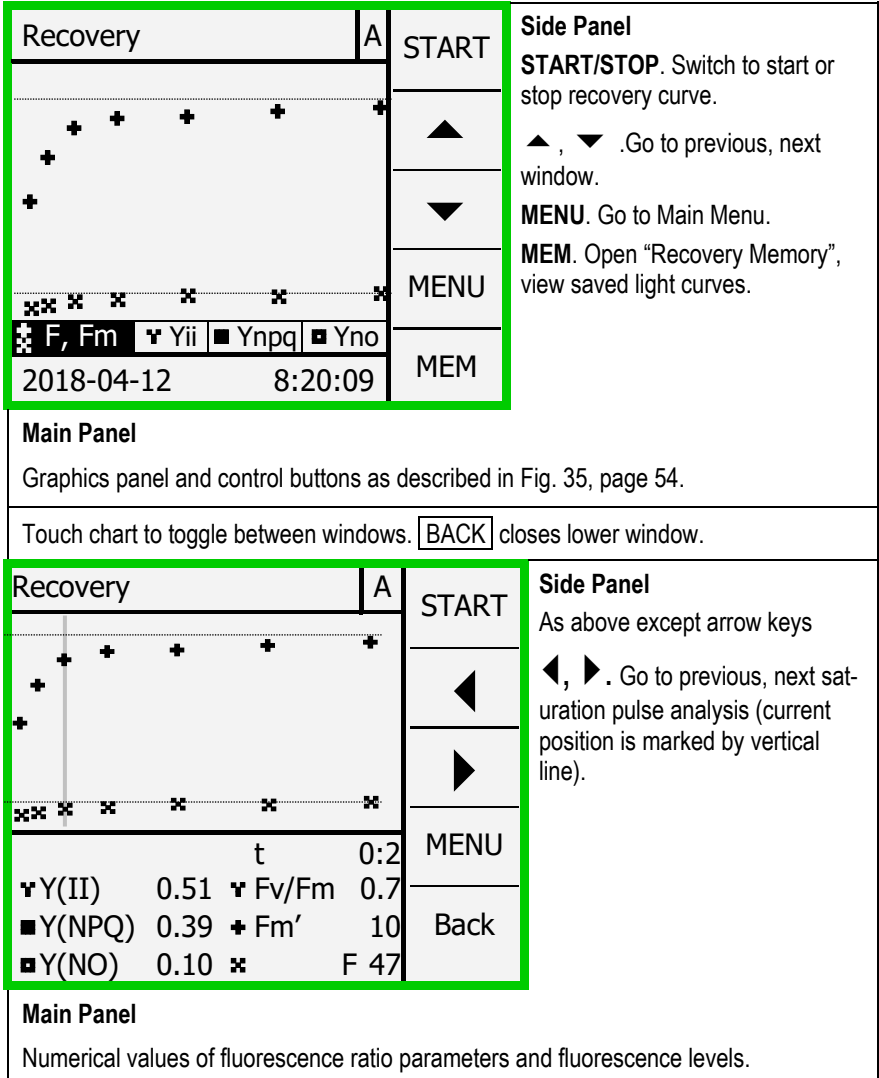 Recovery A START
F, Fm Yii Ynpq Yno
2018-04-12 8:20:09
MENU
MEM
Side Panel
START/STOP. Switch to start or
stop recovery curve.
▲ , ▼ .Go to previous, next
window.
MENU. Go to Main Menu.
MEM. Open “Recovery Memory”,
view saved light curves.
Main Panel
Graphics panel and control buttons as described in Fig. 35, page 54.
Touch chart to toggle between windows. BACK closes lower window.
Recovery A START
t 0:2
Y(II) 0.51 Fv/Fm 0.7
Y(NPQ) 0.39 Fm′ 10
Y(NO) 0.10 F 47
MENU
Back
Side Panel
As above except arrow keys
◀, ▶. Go to previous, next sat-
uration pulse analysis (current
position is marked by vertical
line).
Main Panel
Numerical values of fluorescence ratio parameters and fluorescence levels.